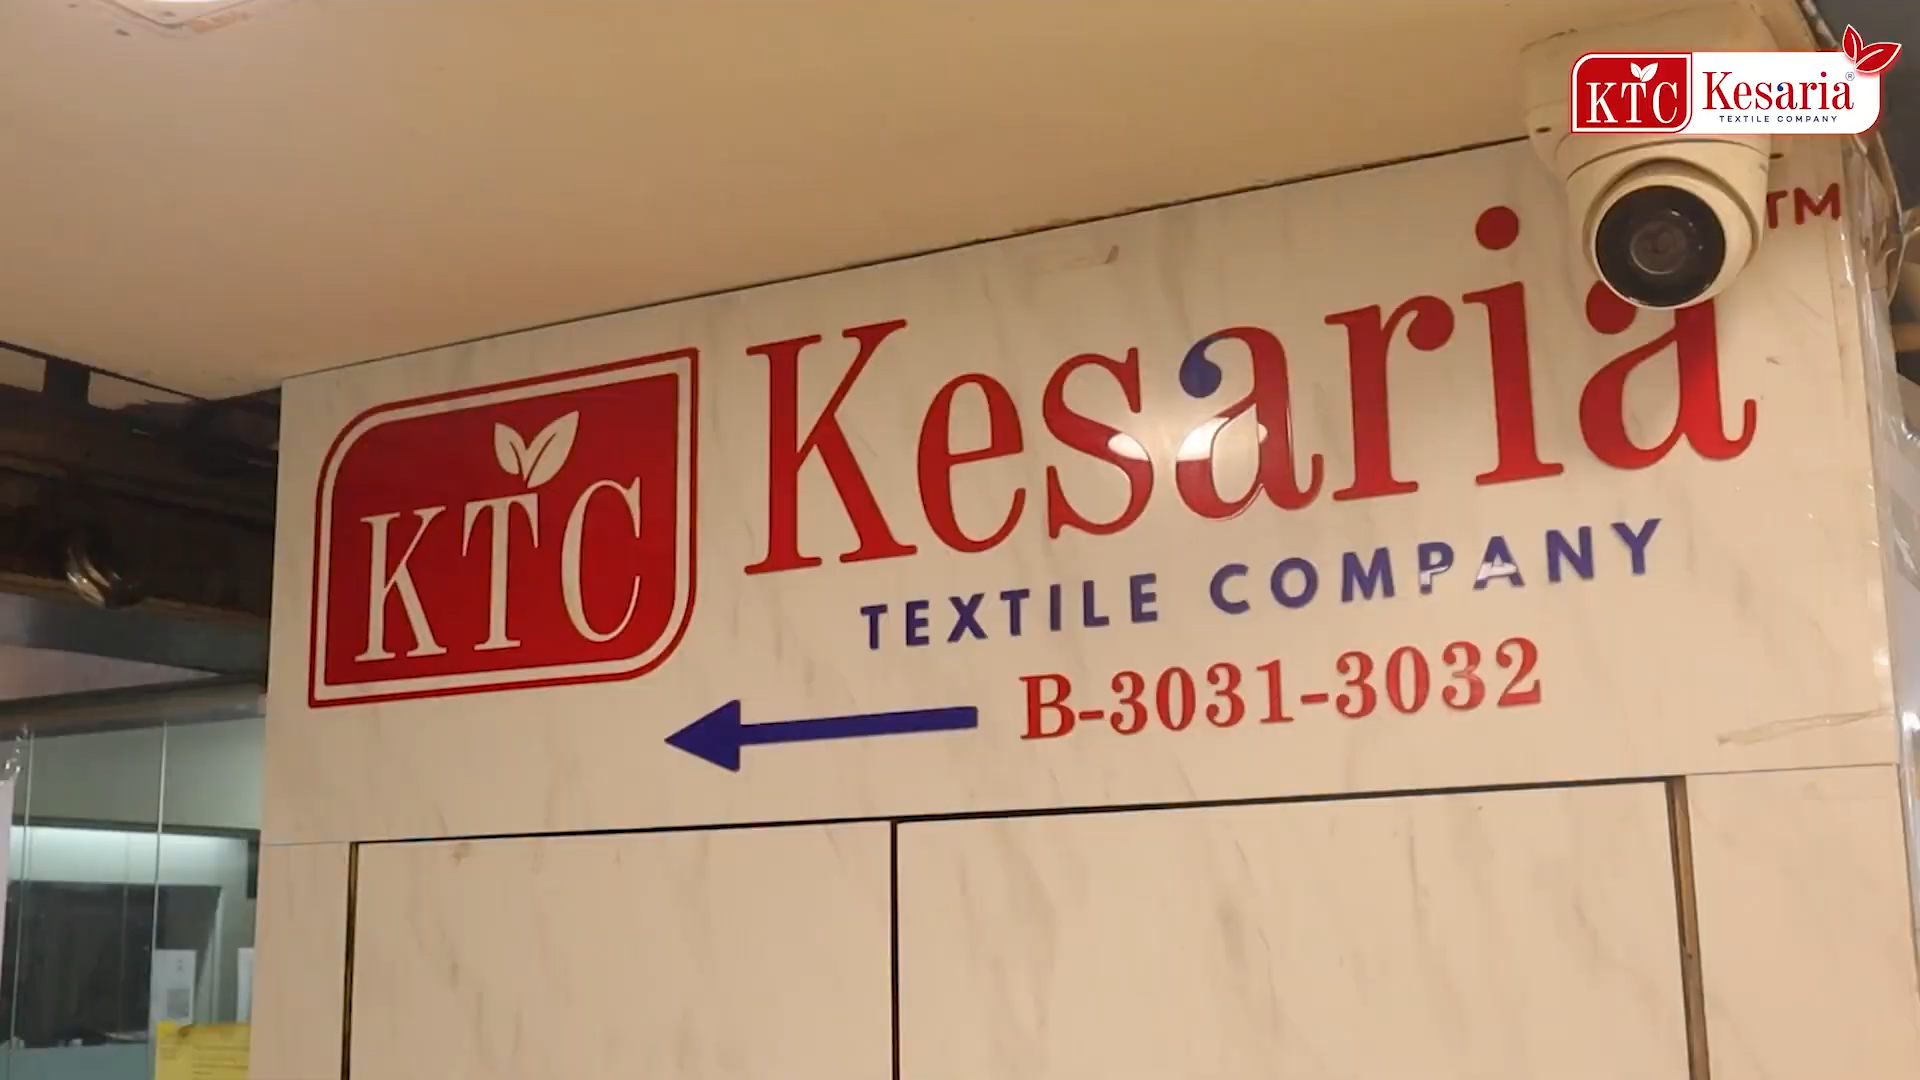 KTC Kesaria®
TEXTILE COMPANY
KTC Kesaria TM
TEXTILE COMPANY
B-3031-3032